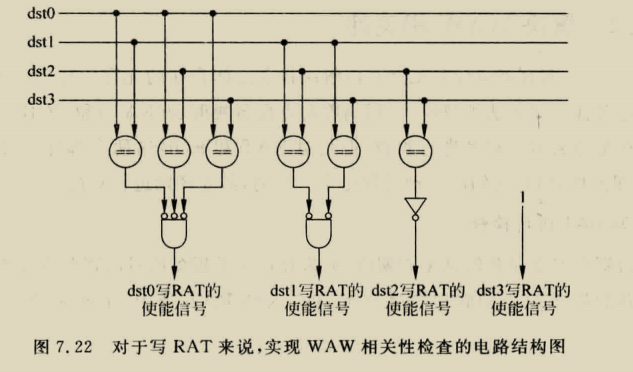 dst0
dst1
dst2
dst3
== == == == == ==
1
dst0写RAT的 dst1写RAT的 dst2写RAT的 dst3写RAT的
使能信号 使能信号 使能信号 使能信号
图 7.22 对于写 RAT 来说,实现 WAW 相关性检查的电路结构图